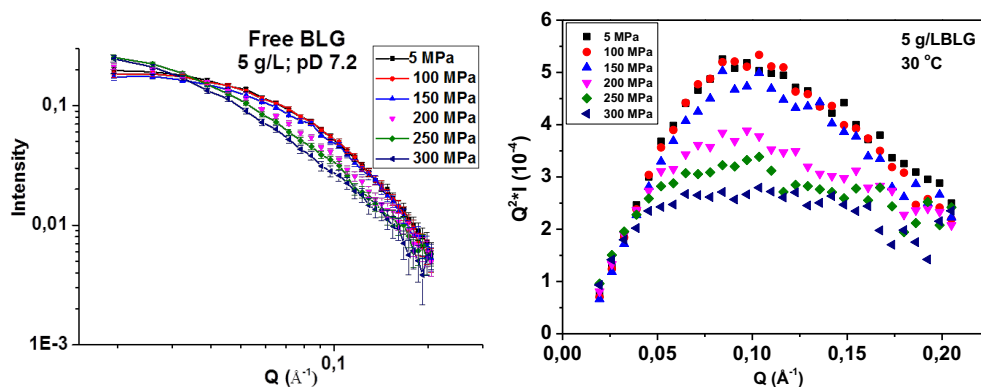 Free BLG
5 g/L; pD 7.2
5 MPa
100 MPa
150 MPa
200 MPa
250 MPa
300 MPa
Intensity
0,1
0,01
1E-3
0,1
Q (Å⁻¹)
5 MPa
100 MPa
150 MPa
200 MPa
250 MPa
300 MPa
5 g/LBLG
30 °C
Q²*I (10⁻⁴)
6
5
4
3
2
1
0
0,00 0,05 0,10 0,15 0,20
Q (Å⁻¹)